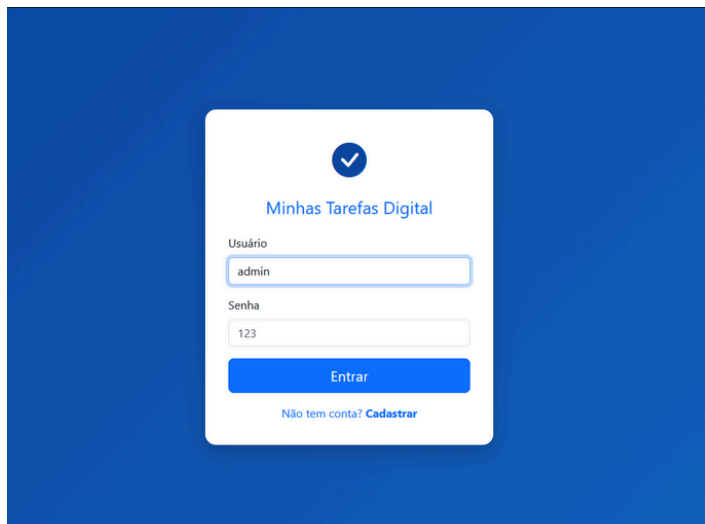 Minhas Tarefas Digital
Usuário
admin
Senha
123
Entrar
Não tem conta? Cadastrar